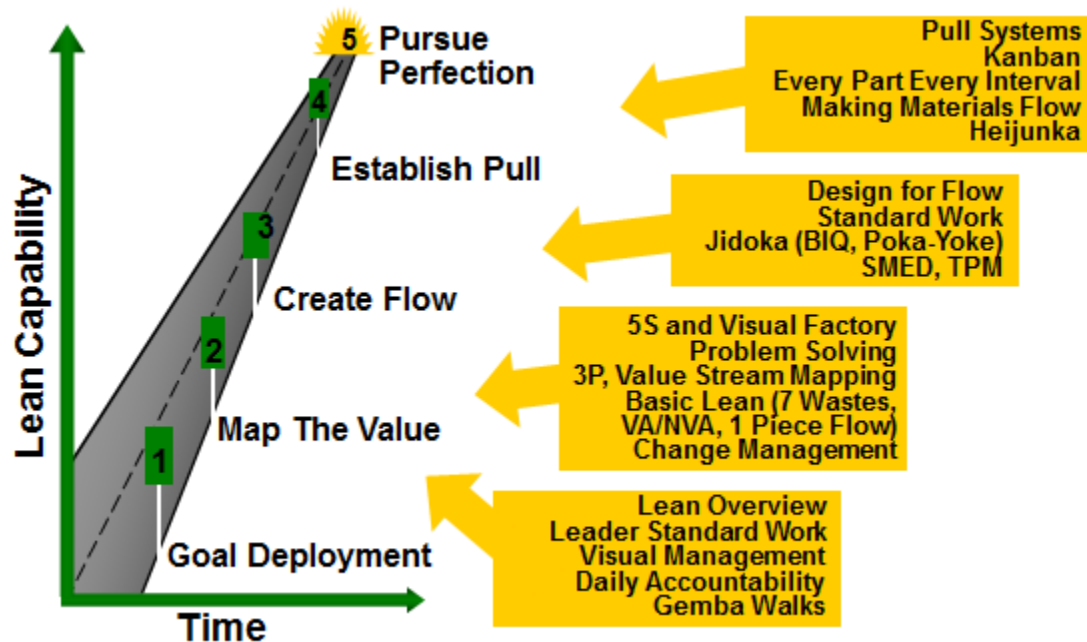 5
Pursue
Perfection
4
Establish Pull
3
Create Flow
2
Map The Value
1
Goal Deployment
Lean Capability
Time
Pull Systems
Kanban
Every Part Every Interval
Making Materials Flow
Heijunka
Design for Flow
Standard Work
Jidoka (BIQ, Poka-Yoke)
SMED, TPM
5S and Visual Factory
Problem Solving
3P, Value Stream Mapping
Basic Lean (7 Wastes,
VA/NVA, 1 Piece Flow)
Change Management
Lean Overview
Leader Standard Work
Visual Management
Daily Accountability
Gemba Walks